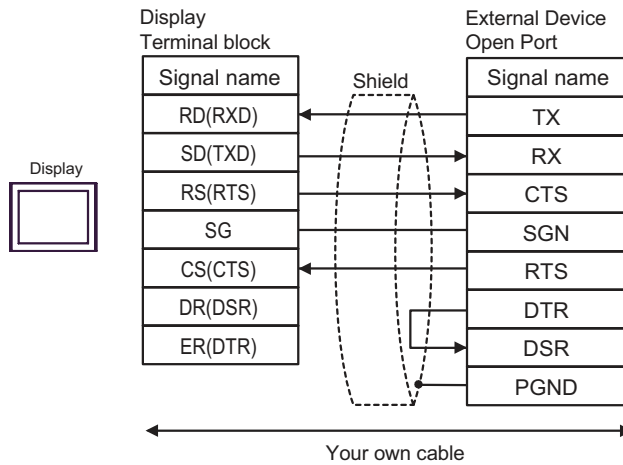 Display
Terminal block
External Device
Open Port
Signal name
Shield
Signal name
RD(RXD)
TX
SD(TXD)
RX
Display
RS(RTS)
CTS
SG
SGN
CS(CTS)
RTS
DR(DSR)
DTR
ER(DTR)
DSR
PGND
Your own cable